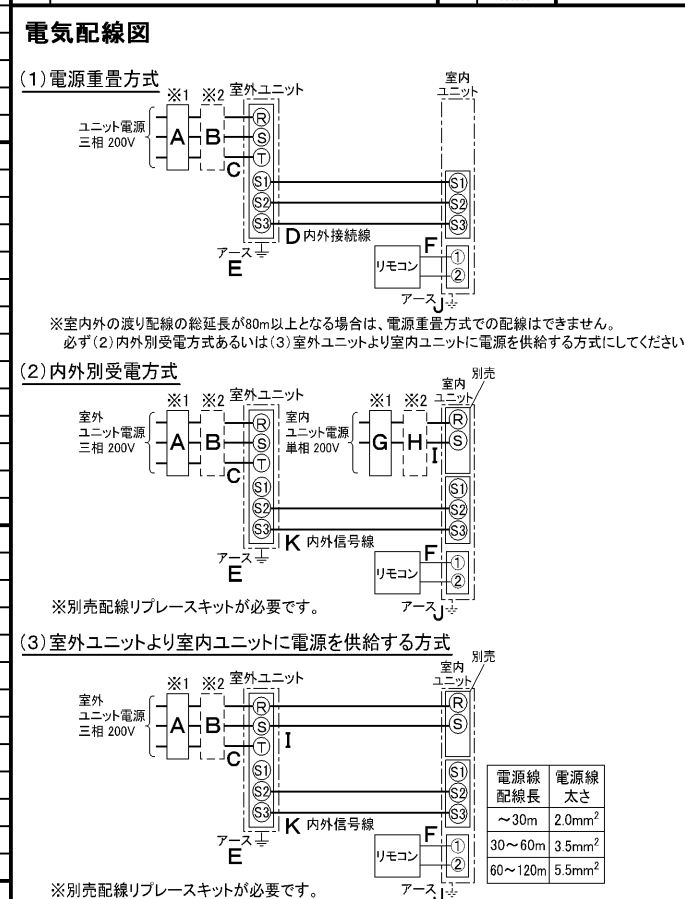 電気配線図
(1)電源重畳方式
※1 ※2 室外ユニット
室内
ユニット
ユニット電源
三相 200V
A B C
R
S
T
S1 S1
S2 S2
S3 S3
D 内外接続線
アース
E
リモコン
F
①
②
アース J
※室内外の渡り配線の総延長が80m以上となる場合は、電源重畳方式での配線はできません。
必ず(2)内外別受電方式あるいは(3)室外ユニットより室内ユニットに電源を供給する方式にしてください
(2)内外別受電方式
※1 ※2 室外ユニット
※1 ※2
室内
ユニット
別売
室外
ユニット電源
三相 200V
A B C
R
S
T
室内
ユニット電源
単相 200V
G H I
R
S
S1 S1
S2 S2
S3 S3
K 内外信号線
アース
E
リモコン
F
①
②
アース J
※別売配線リプレースキットが必要です。
(3)室外ユニットより室内ユニットに電源を供給する方式
※1 ※2 室外ユニット
室内
ユニット
別売
室外
ユニット電源
三相 200V
A B C
R R
S S
T
I
S1 S1
S2 S2
S3 S3
K 内外信号線
アース
E
リモコン
F
①
②
アース J
※別売配線リプレースキットが必要です。
電源線配線長 電源線太さ
~30m 2.0mm²
30~60m 3.5mm²
60~120m 5.5mm²